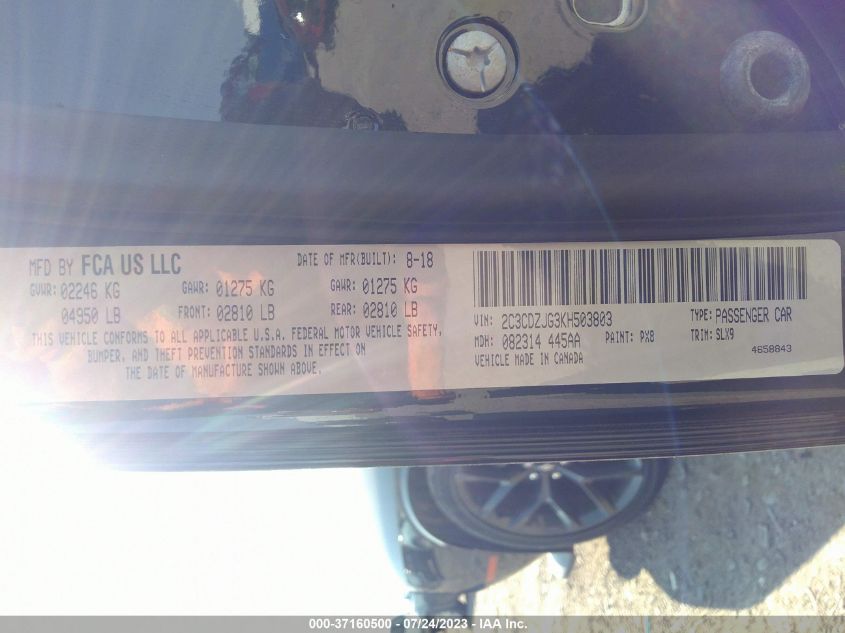 MFD BY FCA US LLC DATE OF MFR(BUILT): 8-18
GVWR: 02246 KG GAWR: 01275 KG GAWR: 01275 KG
04950 LB FRONT: 02810 LB REAR: 02810 LB
THIS VEHICLE CONFORMS TO ALL APPLICABLE U.S.A. FEDERAL MOTOR VEHICLE SAFETY,
BUMPER, AND THEFT PREVENTION STANDARDS IN EFFECT ON
THE DATE OF MANUFACTURE SHOWN ABOVE.
VIN: 2C3CDZJG3KH503803 TYPE: PASSENGER CAR
MDH: 082314 445AA PAINT: PX8 TRIM: SLX9
VEHICLE MADE IN CANADA 4658843
000-37160500 - 07/24/2023 - IAA Inc.